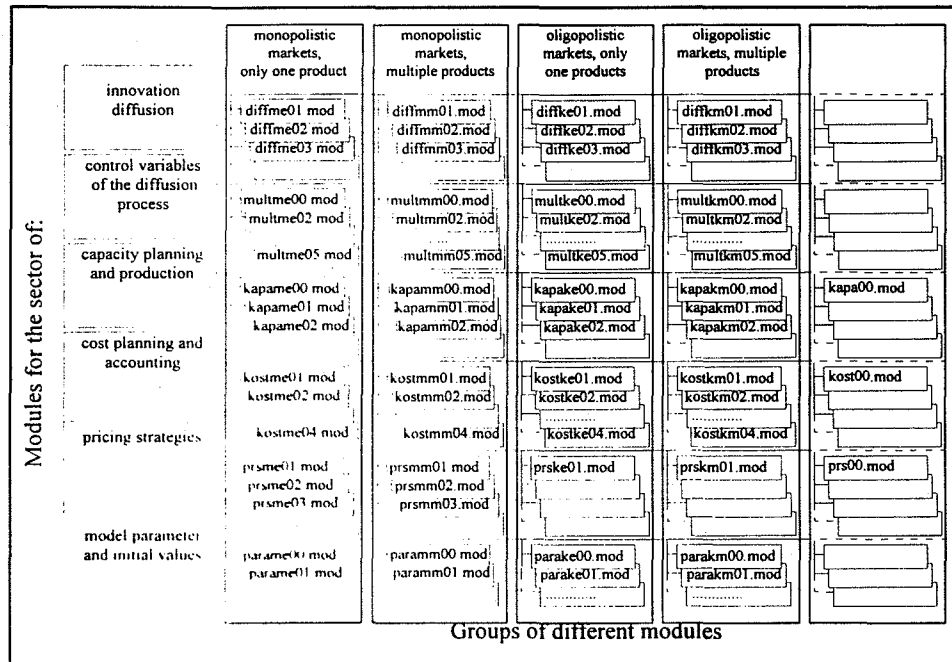 monopolistic markets, only one product
monopolistic markets, multiple products
oligopolistic markets, only one products
oligopolistic markets, multiple products
Modules for the sector of:
innovation diffusion
diffme01 mod
diffme02 mod
diffme03 mod
diffmm01.mod
diffmm02.mod
diffmm03.mod
diffke01.mod
diffke02.mod
diffke03.mod
diffkm01.mod
diffkm02.mod
diffkm03.mod
control variables of the diffusion process
multme00 mod
multme02 mod
multme05 mod
multmm00.mod
multmm02.mod
multmm05.mod
multke00.mod
multke02.mod
.........
multke05.mod
multkm00.mod
multkm02.mod
.........
multkm05.mod
capacity planning and production
kapame00 mod
kapame01 mod
kapame02 mod
kapamm00.mod
kapamm01.mod
kapamm02.mod
kapake00.mod
kapake01.mod
kapake02.mod
kapakm00.mod
kapakm01.mod
kapakm02.mod
kapa00.mod
cost planning and accounting
kostme01 mod
kostme02 mod
kostme04 mod
kostmm01.mod
kostmm02.mod
kostmm04.mod
kostke01.mod
kostke02.mod
.........
kostke04.mod
kostkm01.mod
kostkm02.mod
.........
kostkm04.mod
kost00.mod
pricing strategies
prsme01 mod
prsme02 mod
prsme03 mod
prsmm01 mod
prsmm02.mod
prsmm03.mod
prske01.mod
prskm01.mod
prs00.mod
model parameter and initial values
parame00 mod
parame01 mod
paramm00 mod
paramm01 mod
parake00.mod
parake01.mod
.........
parakm00.mod
parakm01.mod
.........
Groups of different modules